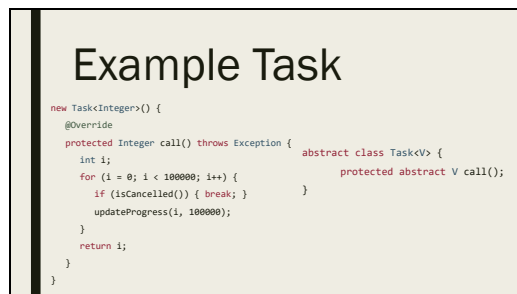 Example Task
new Task<Integer>() {
@Override
protected Integer call() throws Exception {
int i;
for (i = 0; i < 100000; i++) {
if (isCancelled()) { break; }
updateProgress(i, 100000);
}
return i;
}
}
abstract class Task<V> {
protected abstract V call();
}